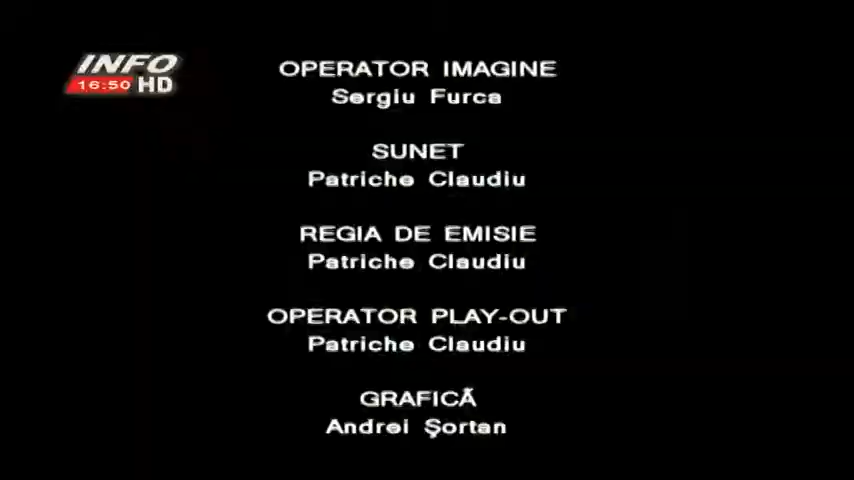 INFO
16:50 HD
OPERATOR IMAGINE
Sergiu Furca
SUNET
Patriche Claudiu
REGIA DE EMISIE
Patriche Claudiu
OPERATOR PLAY-OUT
Patriche Claudiu
GRAFICĂ
Andrei Şortan